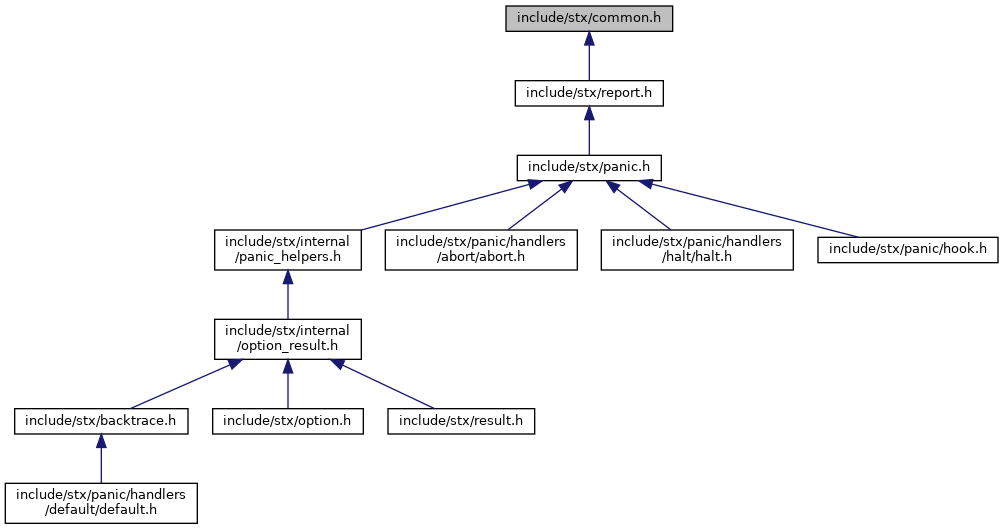 include/stx/common.h
include/stx/report.h
include/stx/panic.h
include/stx/internal
/panic_helpers.h
include/stx/panic/handlers
/abort/abort.h
include/stx/panic/handlers
/halt/halt.h
include/stx/panic/hook.h
include/stx/internal
/option_result.h
include/stx/backtrace.h
include/stx/option.h
include/stx/result.h
include/stx/panic/handlers
/default/default.h